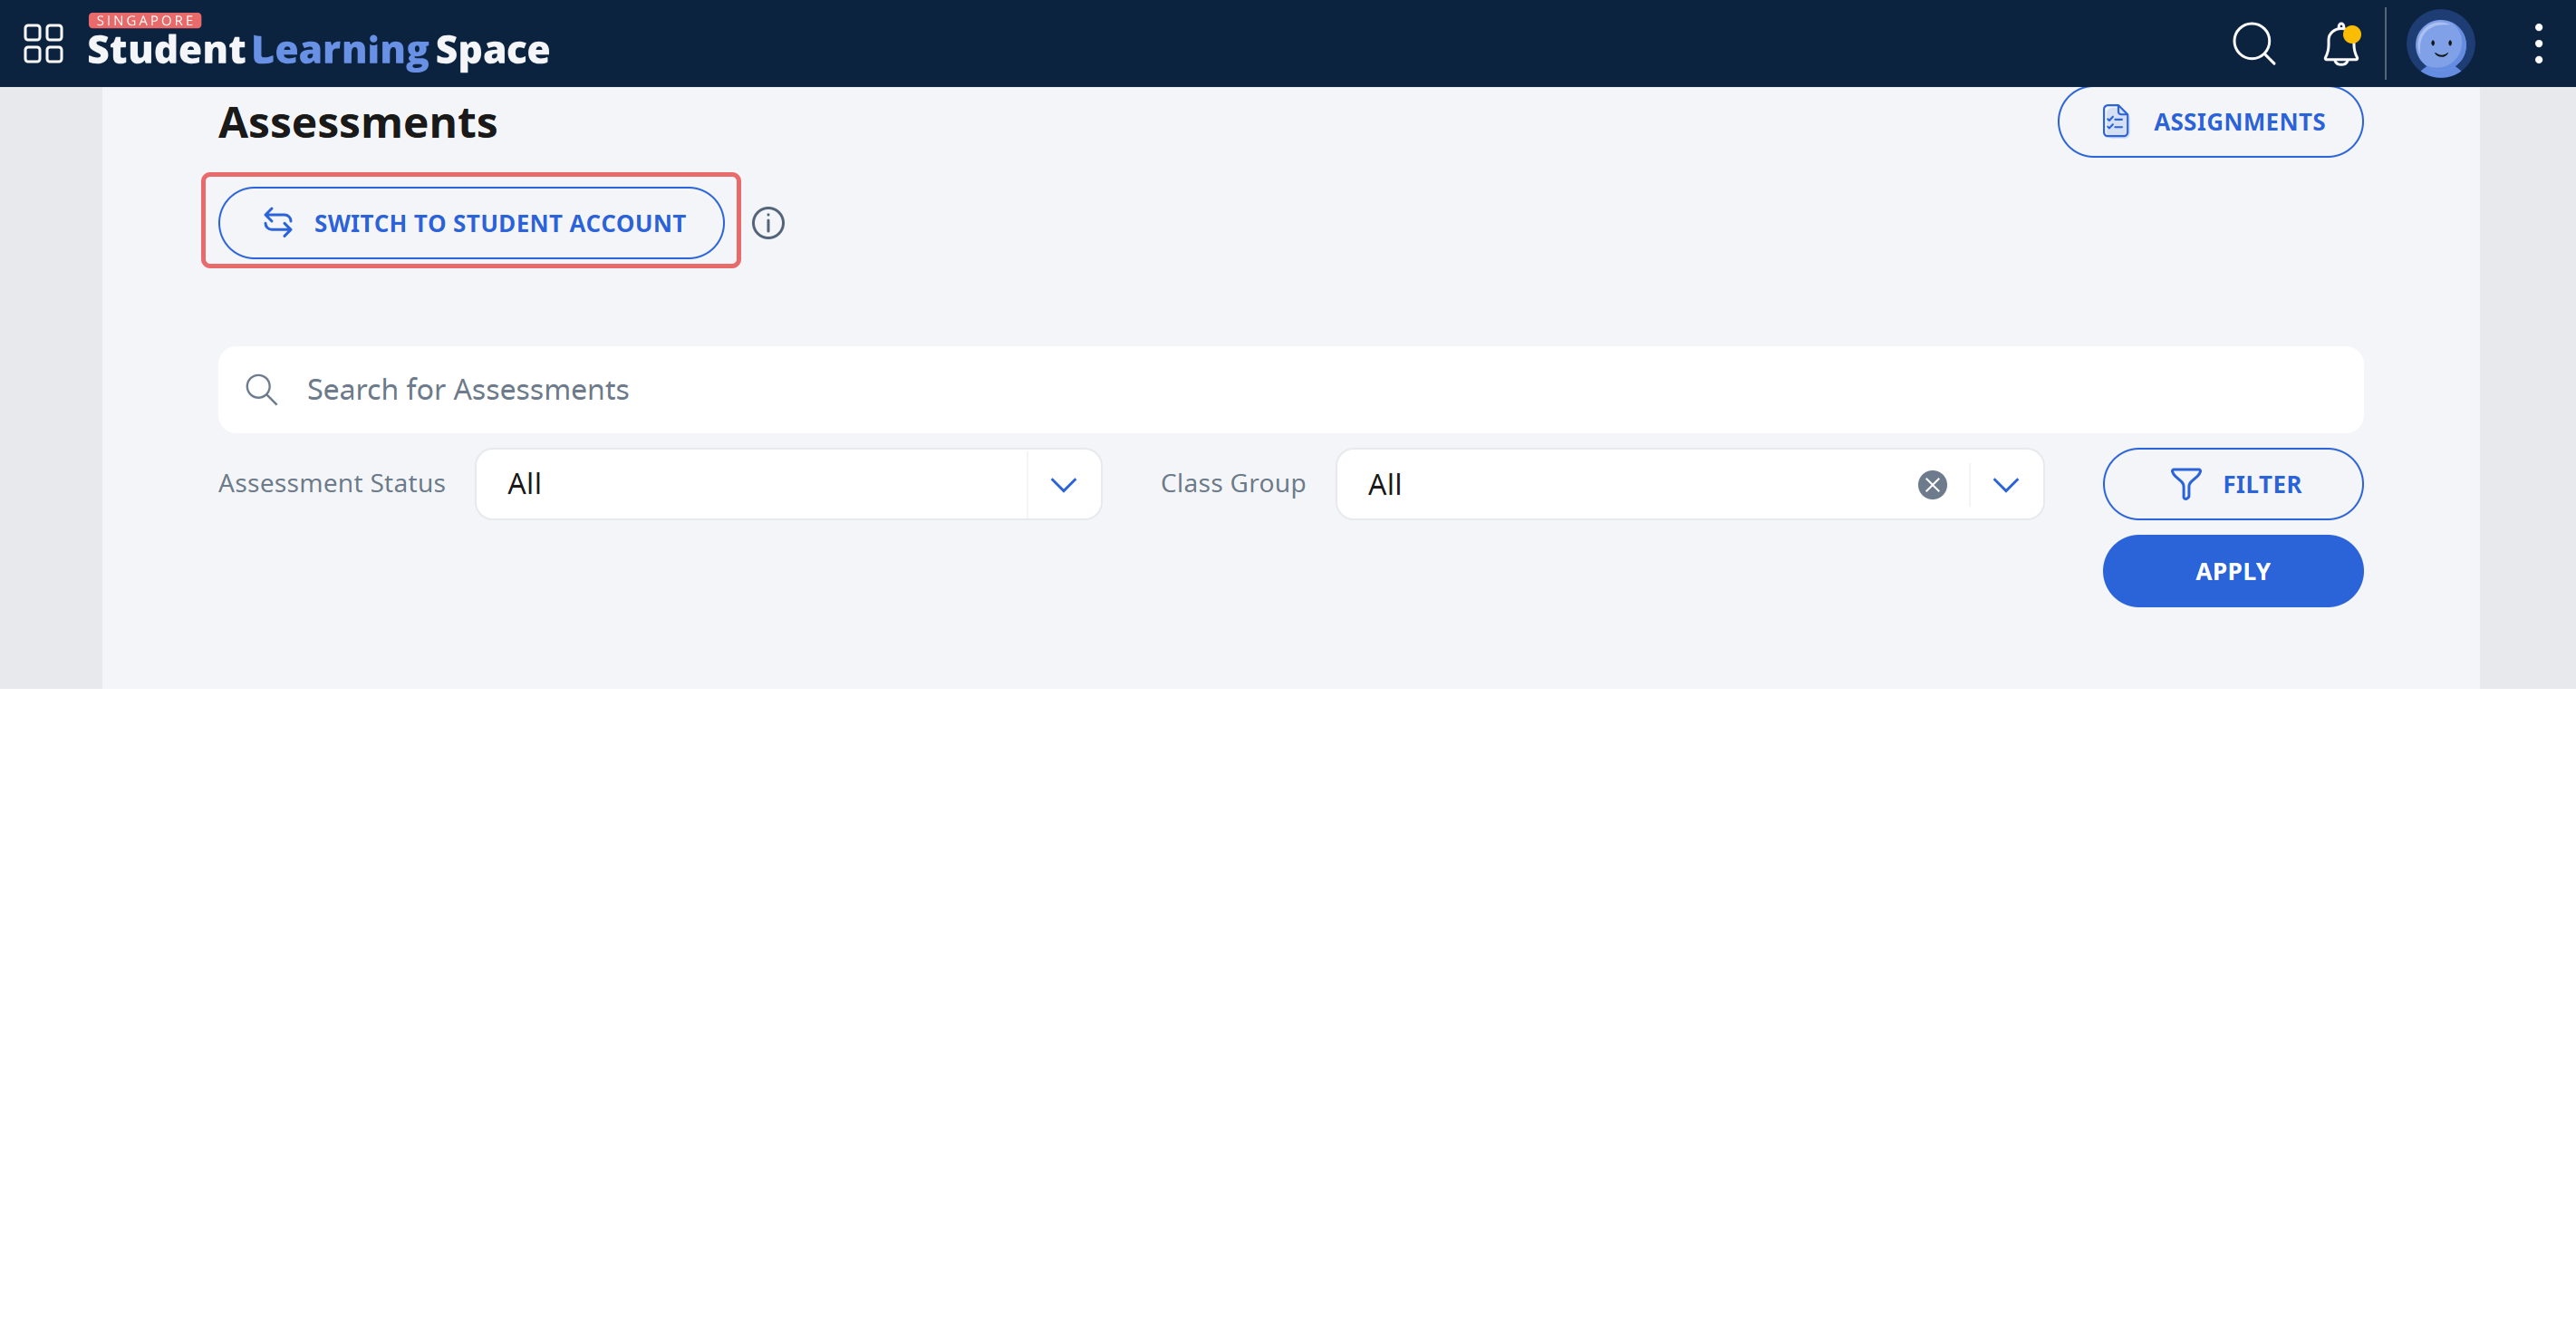 SINGAPORE
Student Learning Space
Assessments
ASSIGNMENTS
SWITCH TO STUDENT ACCOUNT
Search for Assessments
Assessment Status All Class Group All FILTER
APPLY